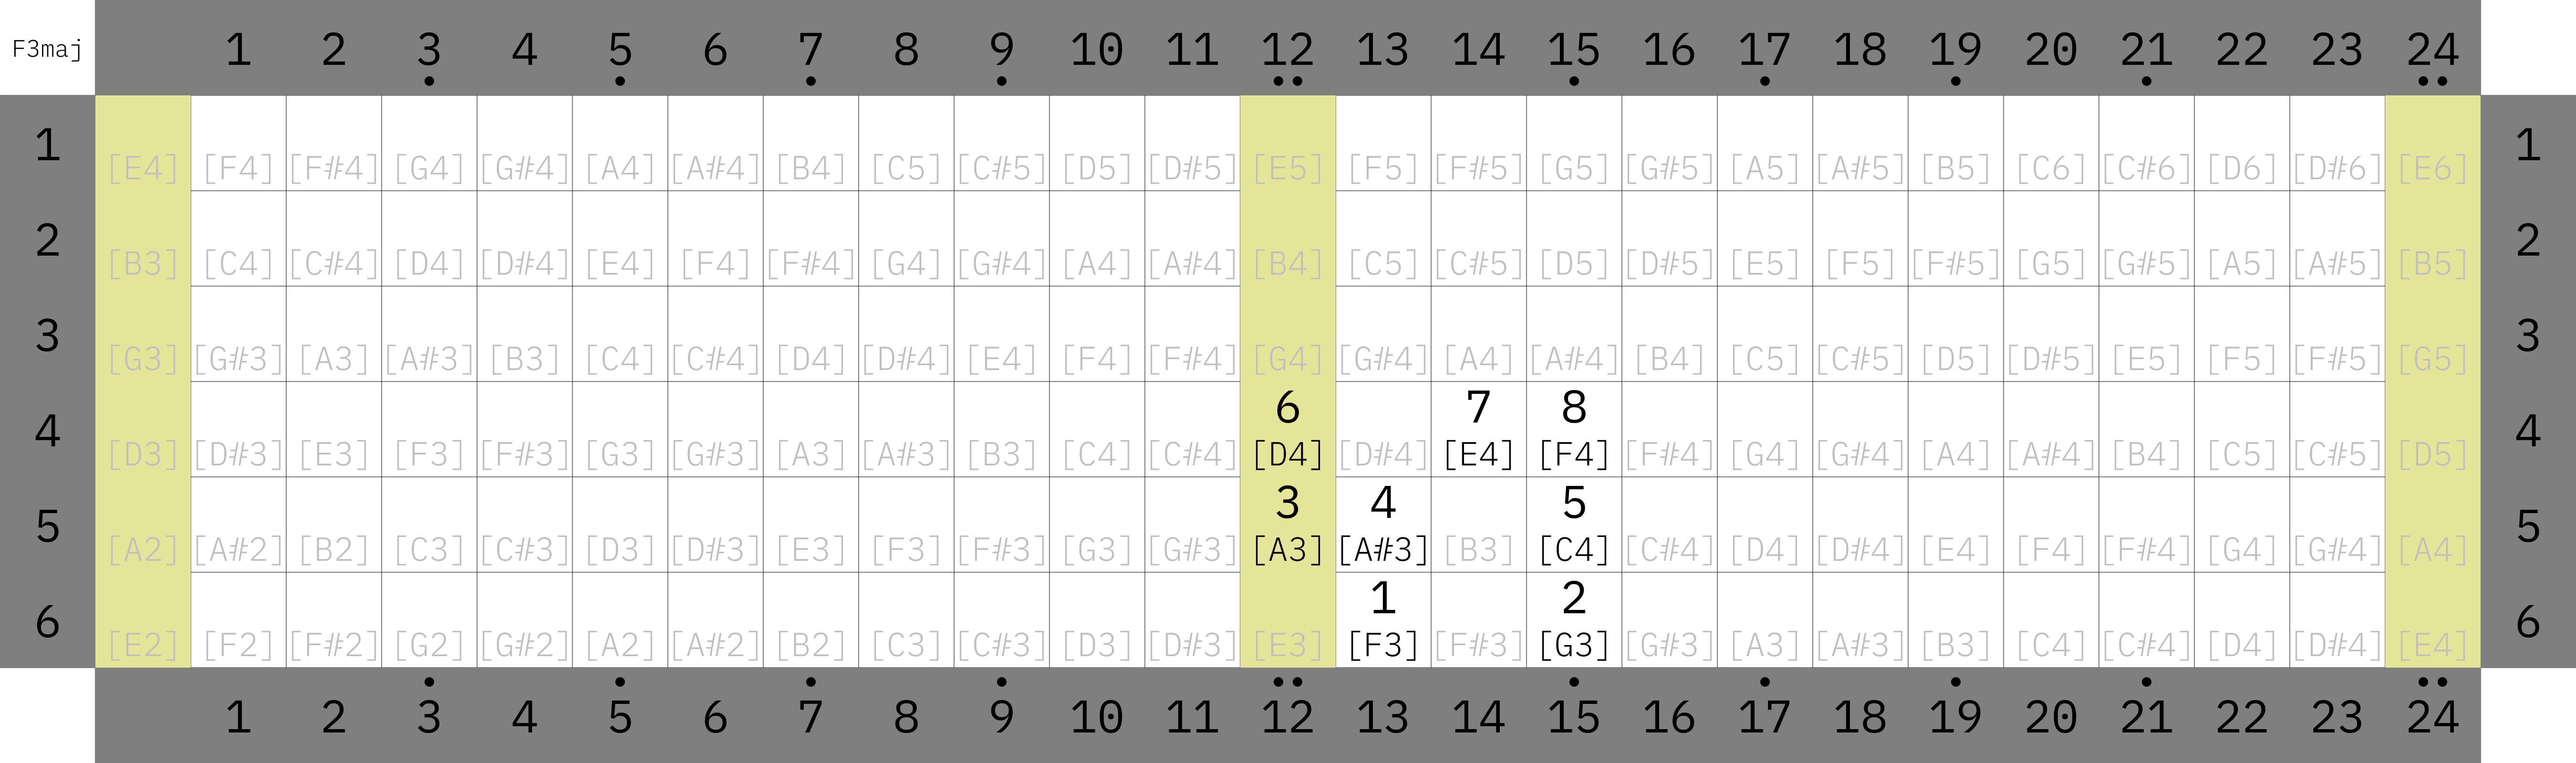 F3maj 1 2 3 4 5 6 7 8 9 10 11 12 13 14 15 16 17 18 19 20 21 22 23 24
1 [E4] [F4] [F#4] [G4] [G#4] [A4] [A#4] [B4] [C5] [C#5] [D5] [D#5] [E5] [F5] [F#5] [G5] [G#5] [A5] [A#5] [B5] [C6] [C#6] [D6] [D#6] [E6] 1
2 [B3] [C4] [C#4] [D4] [D#4] [E4] [F4] [F#4] [G4] [G#4] [A4] [A#4] [B4] [C5] [C#5] [D5] [D#5] [E5] [F5] [F#5] [G5] [G#5] [A5] [A#5] [B5] 2
3 [G3] [G#3] [A3] [A#3] [B3] [C4] [C#4] [D4] [D#4] [E4] [F4] [F#4] [G4] [G#4] [A4] [A#4] [B4] [C5] [C#5] [D5] [D#5] [E5] [F5] [F#5] [G5] 3
6 7 8
4 [D3] [D#3] [E3] [F3] [F#3] [G3] [G#3] [A3] [A#3] [B3] [C4] [C#4] [D4] [D#4] [E4] [F4] [F#4] [G4] [G#4] [A4] [A#4] [B4] [C5] [C#5] [D5] 4
3 4 5
5 [A2] [A#2] [B2] [C3] [C#3] [D3] [D#3] [E3] [F3] [F#3] [G3] [G#3] [A3] [A#3] [B3] [C4] [C#4] [D4] [D#4] [E4] [F4] [F#4] [G4] [G#4] [A4] 5
1 2
6 [E2] [F2] [F#2] [G2] [G#2] [A2] [A#2] [B2] [C3] [C#3] [D3] [D#3] [E3] [F3] [F#3] [G3] [G#3] [A3] [A#3] [B3] [C4] [C#4] [D4] [D#4] [E4] 6
1 2 3 4 5 6 7 8 9 10 11 12 13 14 15 16 17 18 19 20 21 22 23 24